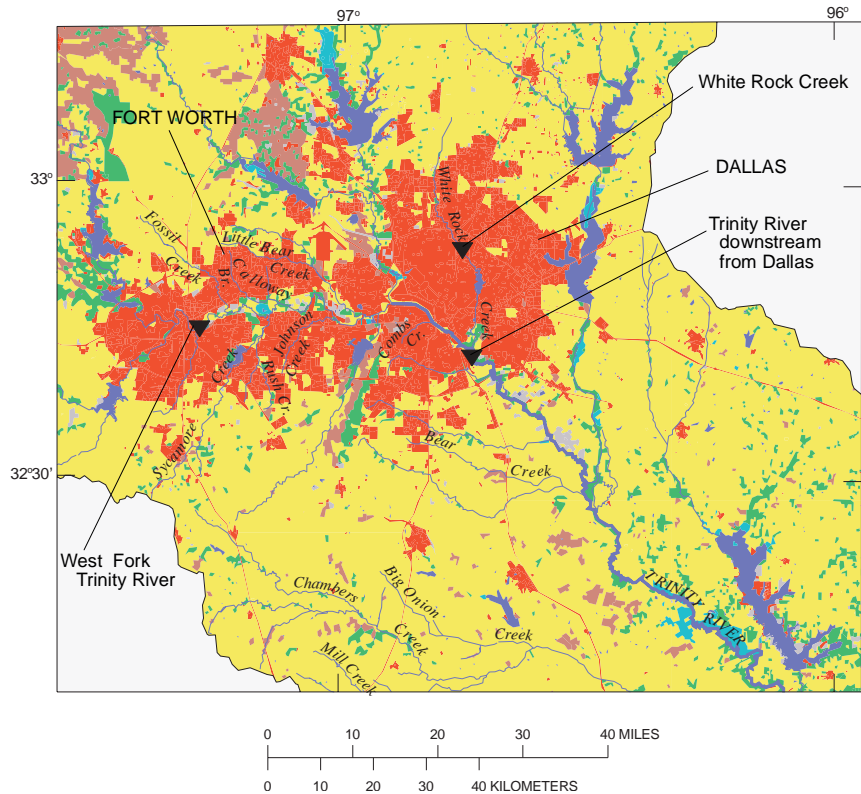 97°
96°
White Rock Creek
FORT WORTH
DALLAS
33°
White Rock
Creek
Trinity River
downstream
from Dallas
Fossil
Creek
Little Bear
Creek
Calloway
Br.
Johnson
Creek
Combs
Cr.
Creek
Rush Cr.
Sycamore
Bear
Creek
32°30'
West Fork
Trinity River
TRINITY
RIVER
Chambers
Creek
Big Onion
Creek
Mill Creek
0 10 20 30 40 MILES
0 10 20 30 40 KILOMETERS